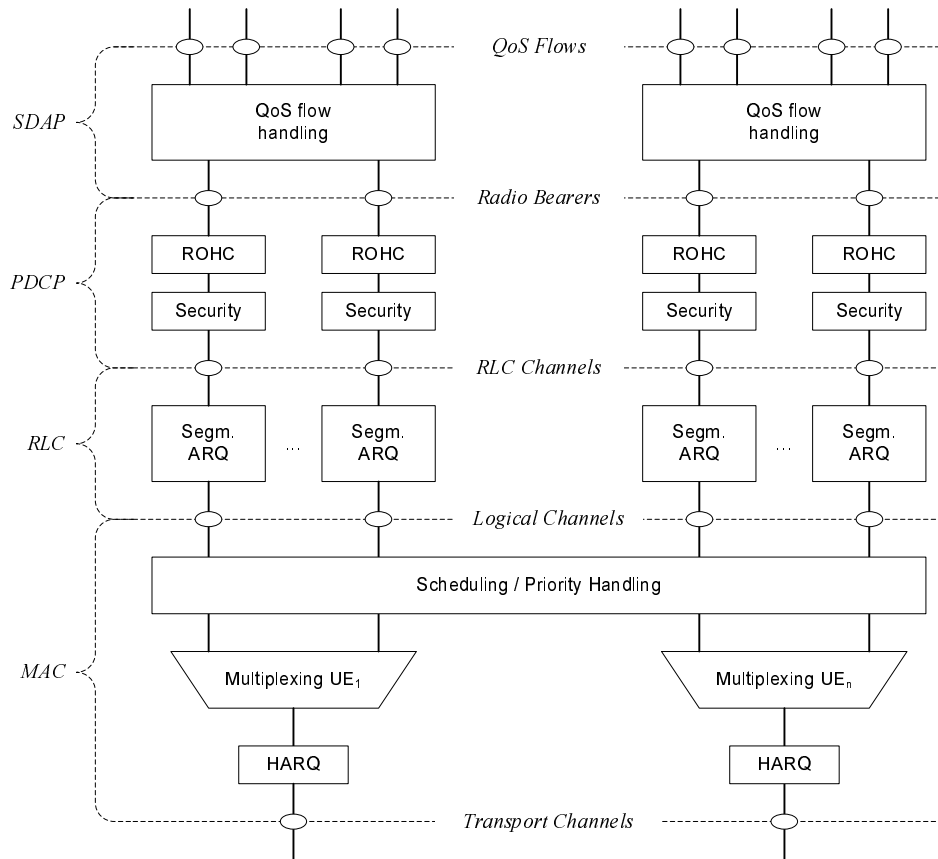 QoS Flows
SDAP
QoS flow
handling
QoS flow
handling
Radio Bearers
PDCP
ROHC
ROHC
ROHC
ROHC
Security
Security
Security
Security
RLC Channels
RLC
Segm.
ARQ
...
Segm.
ARQ
Segm.
ARQ
...
Segm.
ARQ
Logical Channels
Scheduling / Priority Handling
MAC
Multiplexing UE₁
Multiplexing UEₙ
HARQ
HARQ
Transport Channels